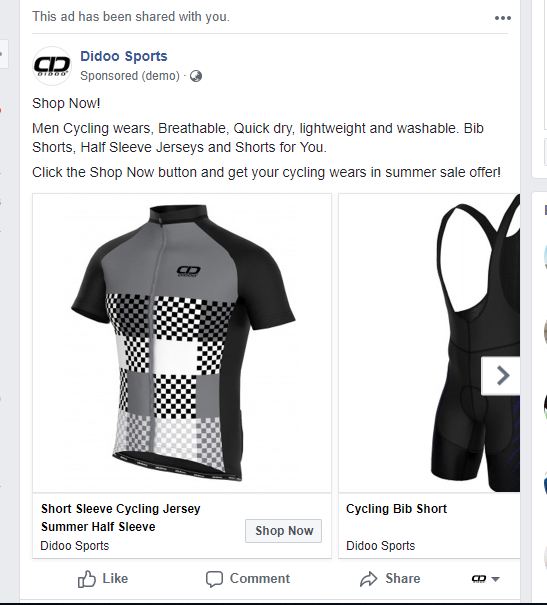 This ad has been shared with you.
Didoo Sports
Sponsored (demo) ·
Shop Now!
Men Cycling wears, Breathable, Quick dry, lightweight and washable. Bib
Shorts, Half Sleeve Jerseys and Shorts for You.
Click the Shop Now button and get your cycling wears in summer sale offer!
DIDOO
DIDOO
Short Sleeve Cycling Jersey
Summer Half Sleeve
Didoo Sports
Shop Now
Cycling Bib Short
Didoo Sports
Like
Comment
Share